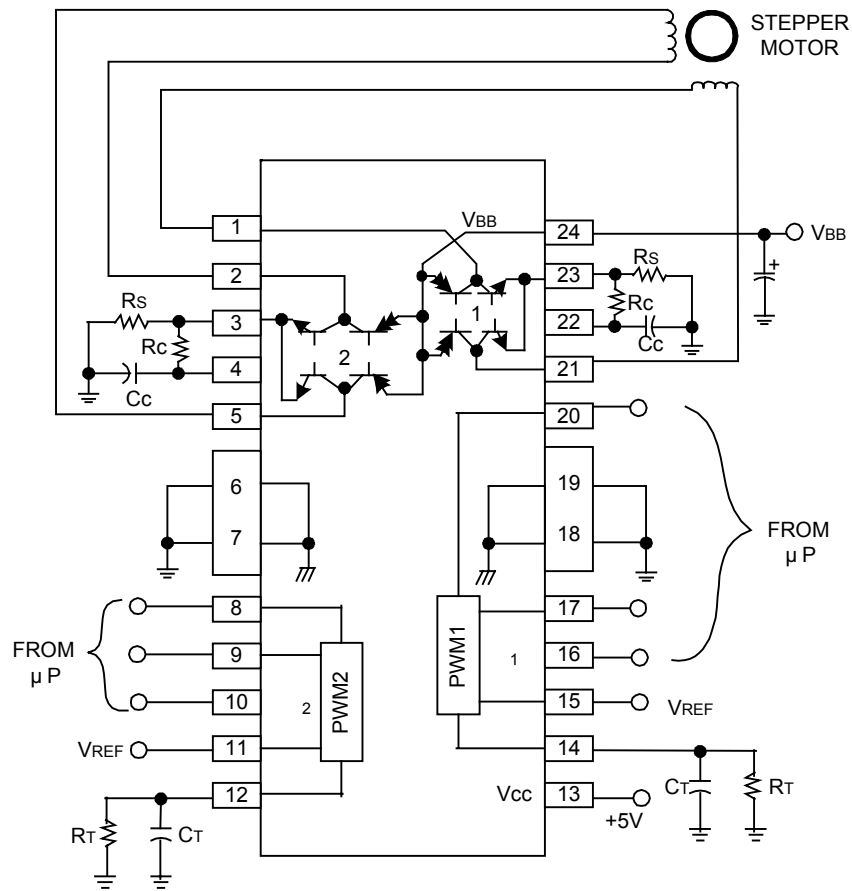 STEPPER
MOTOR
1
2
3
4
5
6
7
8
9
10
11
12
24
23
22
21
20
19
18
17
16
15
14
13
VBB
VBB
+
RS
RC
CC
RS
RC
CC
1
2
FROM
µ P
FROM
µ P
PWM1
1
PWM2
2
VREF
VREF
RT
CT
CT
RT
VCC
+5V